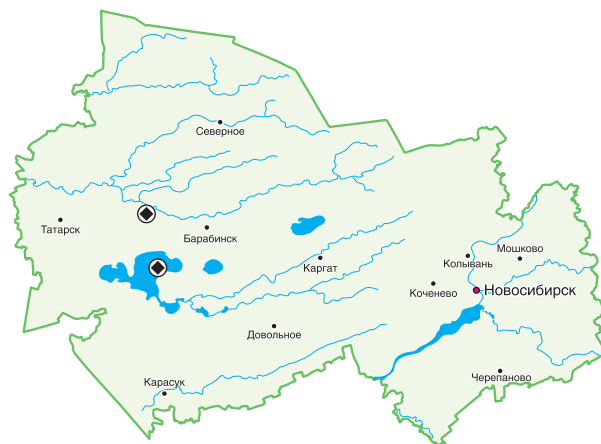 Северное
Татарск
Барабинск
Мошково
Колывань
Каргат
Коченево
Новосибирск
Довольное
Черепаново
Карасук